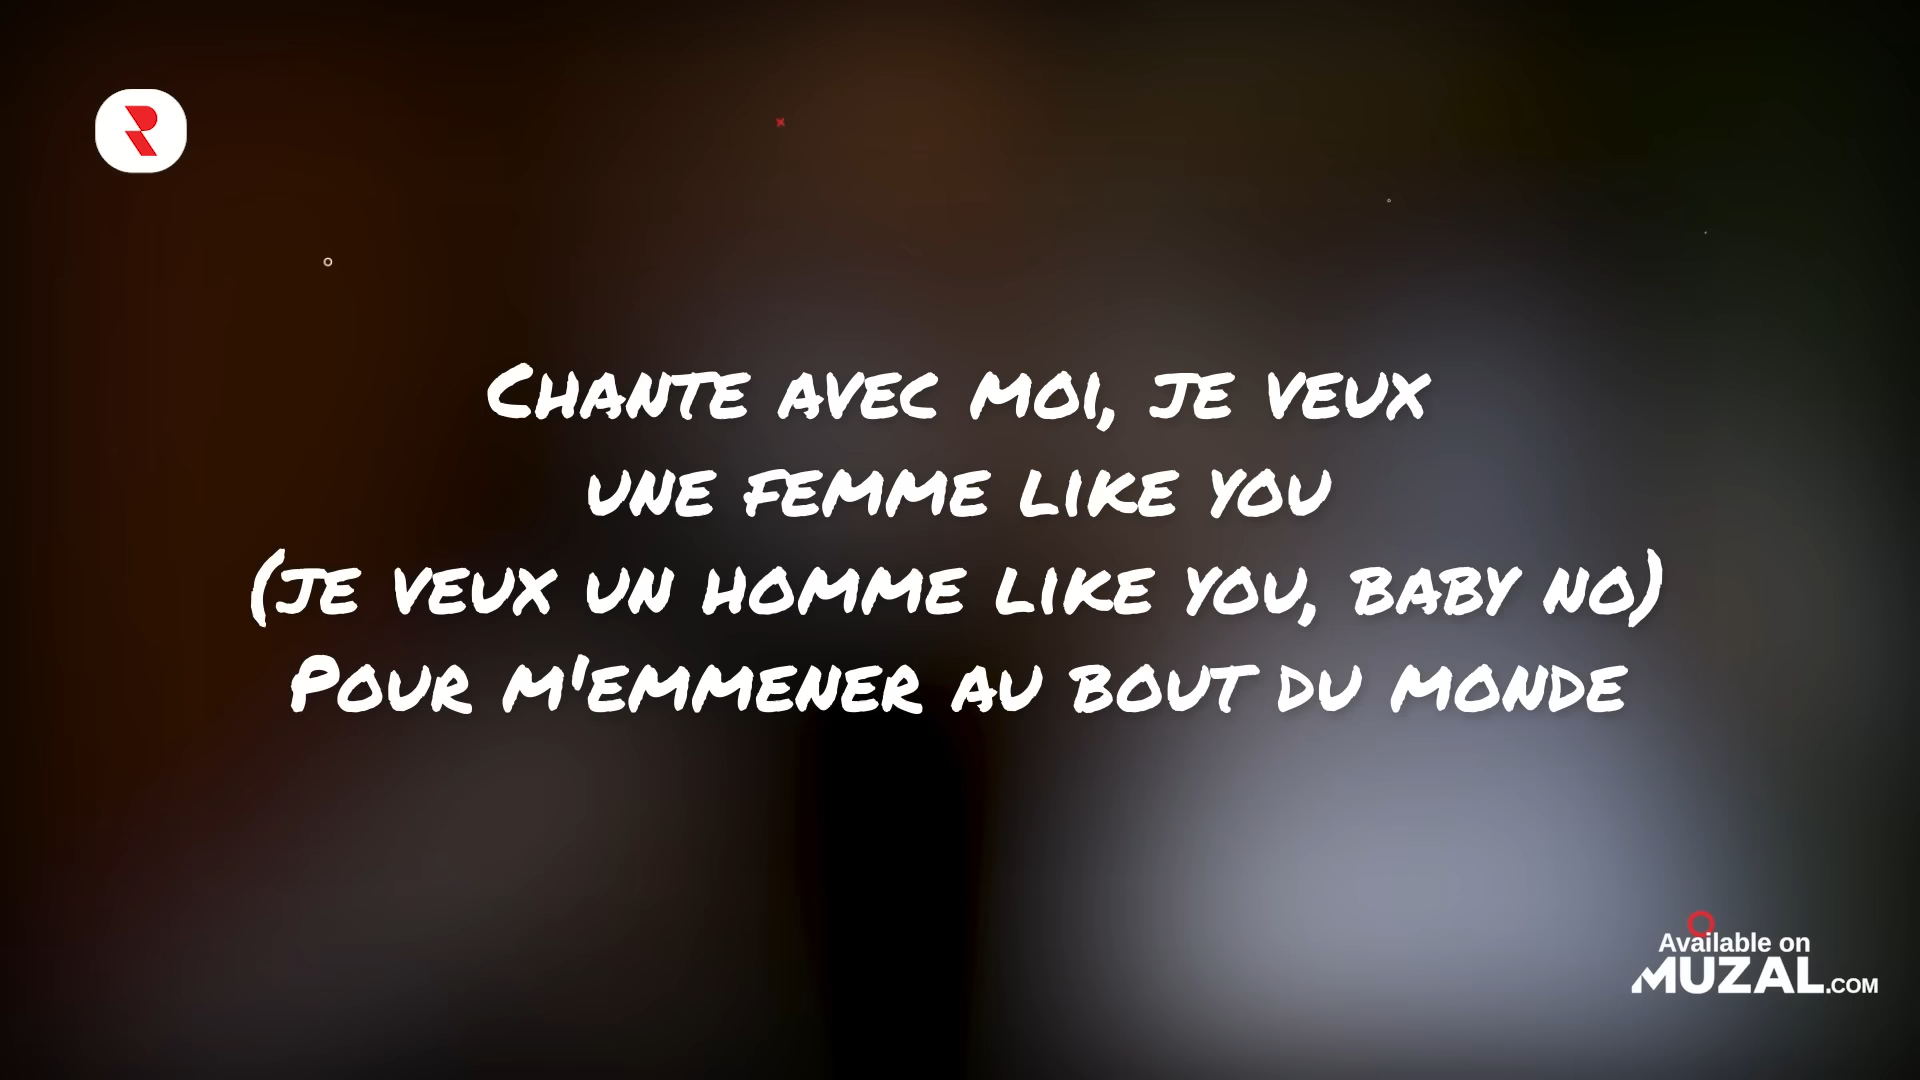 Chante avec moi, je veux
une femme like you
(je veux un homme like you, baby no)
Pour m'emmener au bout du monde
Available on
MUZAL.COM